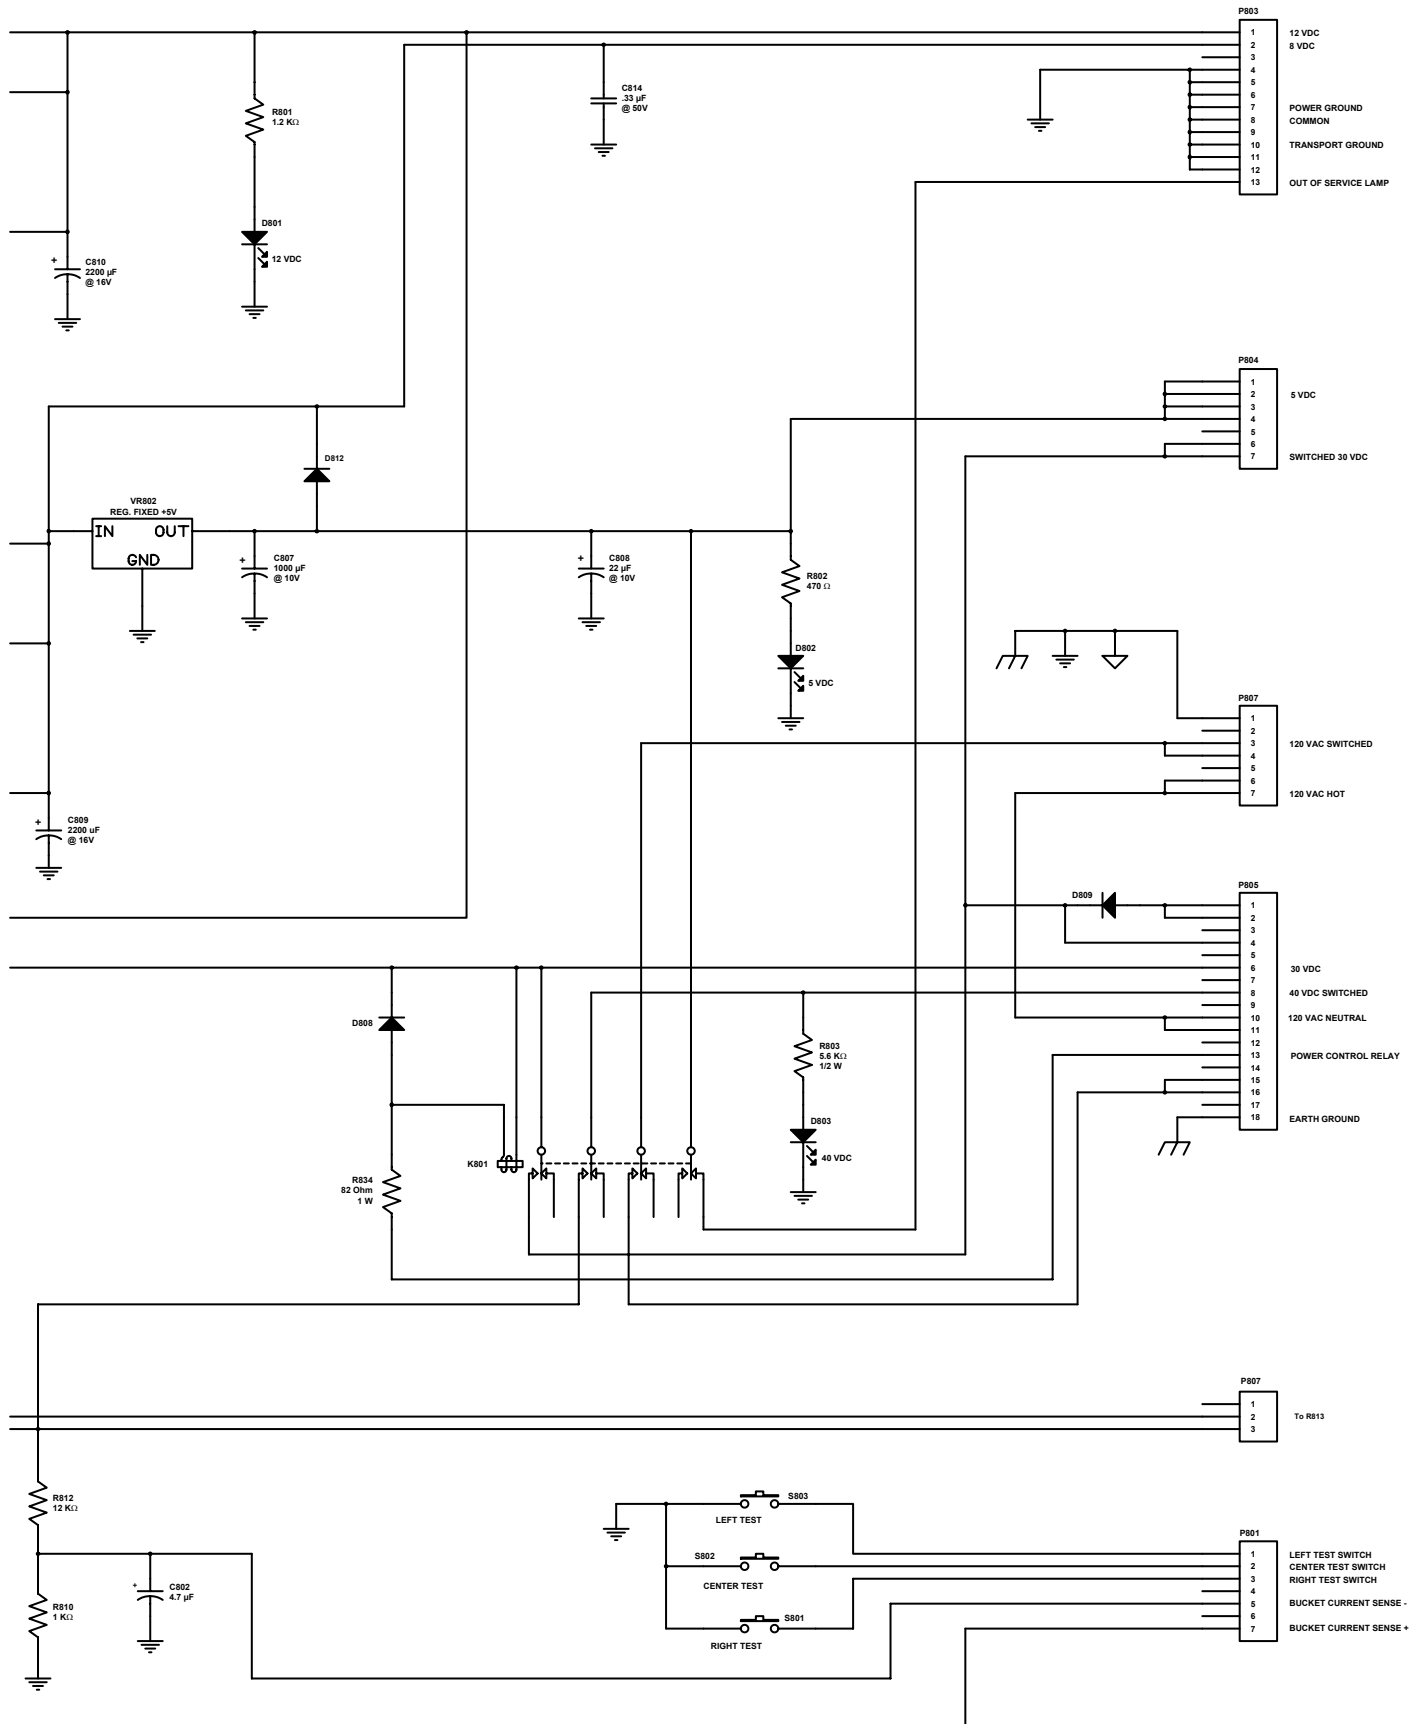 P803
1 12 VDC
2 8 VDC
3
4
5
6
7 POWER GROUND
8 COMMON
9
10 TRANSPORT GROUND
11
12
13 OUT OF SERVICE LAMP
C814
.33 µF
@ 50V
R801
1.2 KΩ
D801
12 VDC
+
C810
2200 µF
@ 16V
P804
1
2 5 VDC
3
4
5
6
7 SWITCHED 30 VDC
D812
VR802
REG. FIXED +5V
IN OUT
GND
+
C807
1000 µF
@ 10V
+
C808
22 µF
@ 10V
R802
470 Ω
D802
5 VDC
P807
1
2
3 120 VAC SWITCHED
4
5
6
7 120 VAC HOT
+
C809
2200 uF
@ 16V
P805
D809
1
2
3
4
5
6 30 VDC
7
8 40 VDC SWITCHED
9
10 120 VAC NEUTRAL
11
12
13 POWER CONTROL RELAY
14
15
16
17
18 EARTH GROUND
D808
R803
5.6 KΩ
1/2 W
D803
40 VDC
K801
R834
82 Ohm
1 W
P807
1
2 To R813
3
R812
12 KΩ
R810
1 KΩ
+
C802
4.7 µF
S803
LEFT TEST
S802
CENTER TEST
S801
RIGHT TEST
P801
1 LEFT TEST SWITCH
2 CENTER TEST SWITCH
3 RIGHT TEST SWITCH
4
5 BUCKET CURRENT SENSE -
6
7 BUCKET CURRENT SENSE +